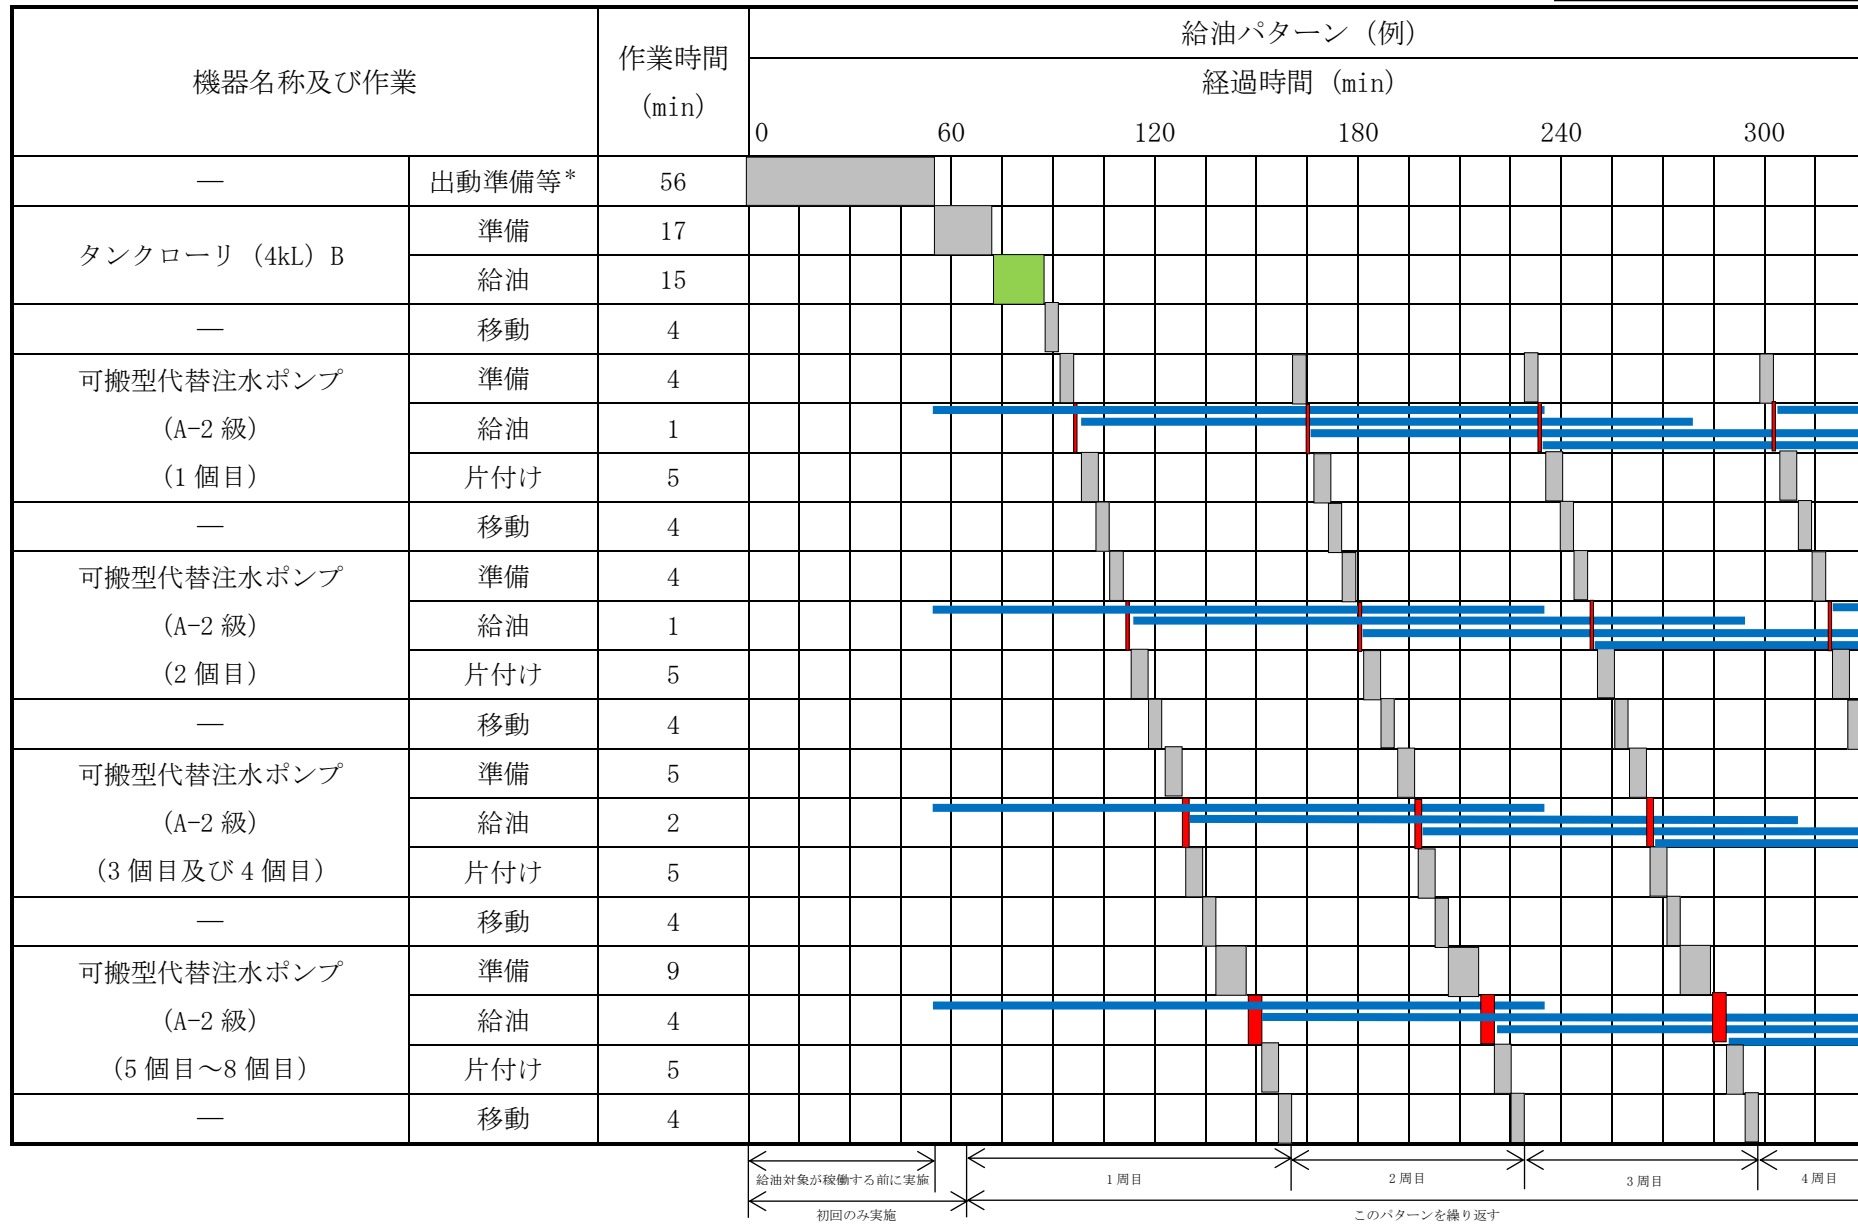 給油パターン（例）
機器名称及び作業
作業時間
(min)
経過時間 (min)
0 60 120 180 240 300
― 出動準備等* 56
タンクローリ（4kL）B
準備 17
給油 15
― 移動 4
可搬型代替注水ポンプ
(A-2 級)
(1 個目)
準備 4
給油 1
片付け 5
― 移動 4
可搬型代替注水ポンプ
(A-2 級)
(2 個目)
準備 4
給油 1
片付け 5
― 移動 4
可搬型代替注水ポンプ
(A-2 級)
(3 個目及び 4 個目)
準備 5
給油 2
片付け 5
― 移動 4
可搬型代替注水ポンプ
(A-2 級)
(5 個目～8 個目)
準備 9
給油 4
片付け 5
― 移動 4
給油対象が稼働する前に実施
1 周目
2 周目
3 周目
4 周目
初回のみ実施
このパターンを繰り返す